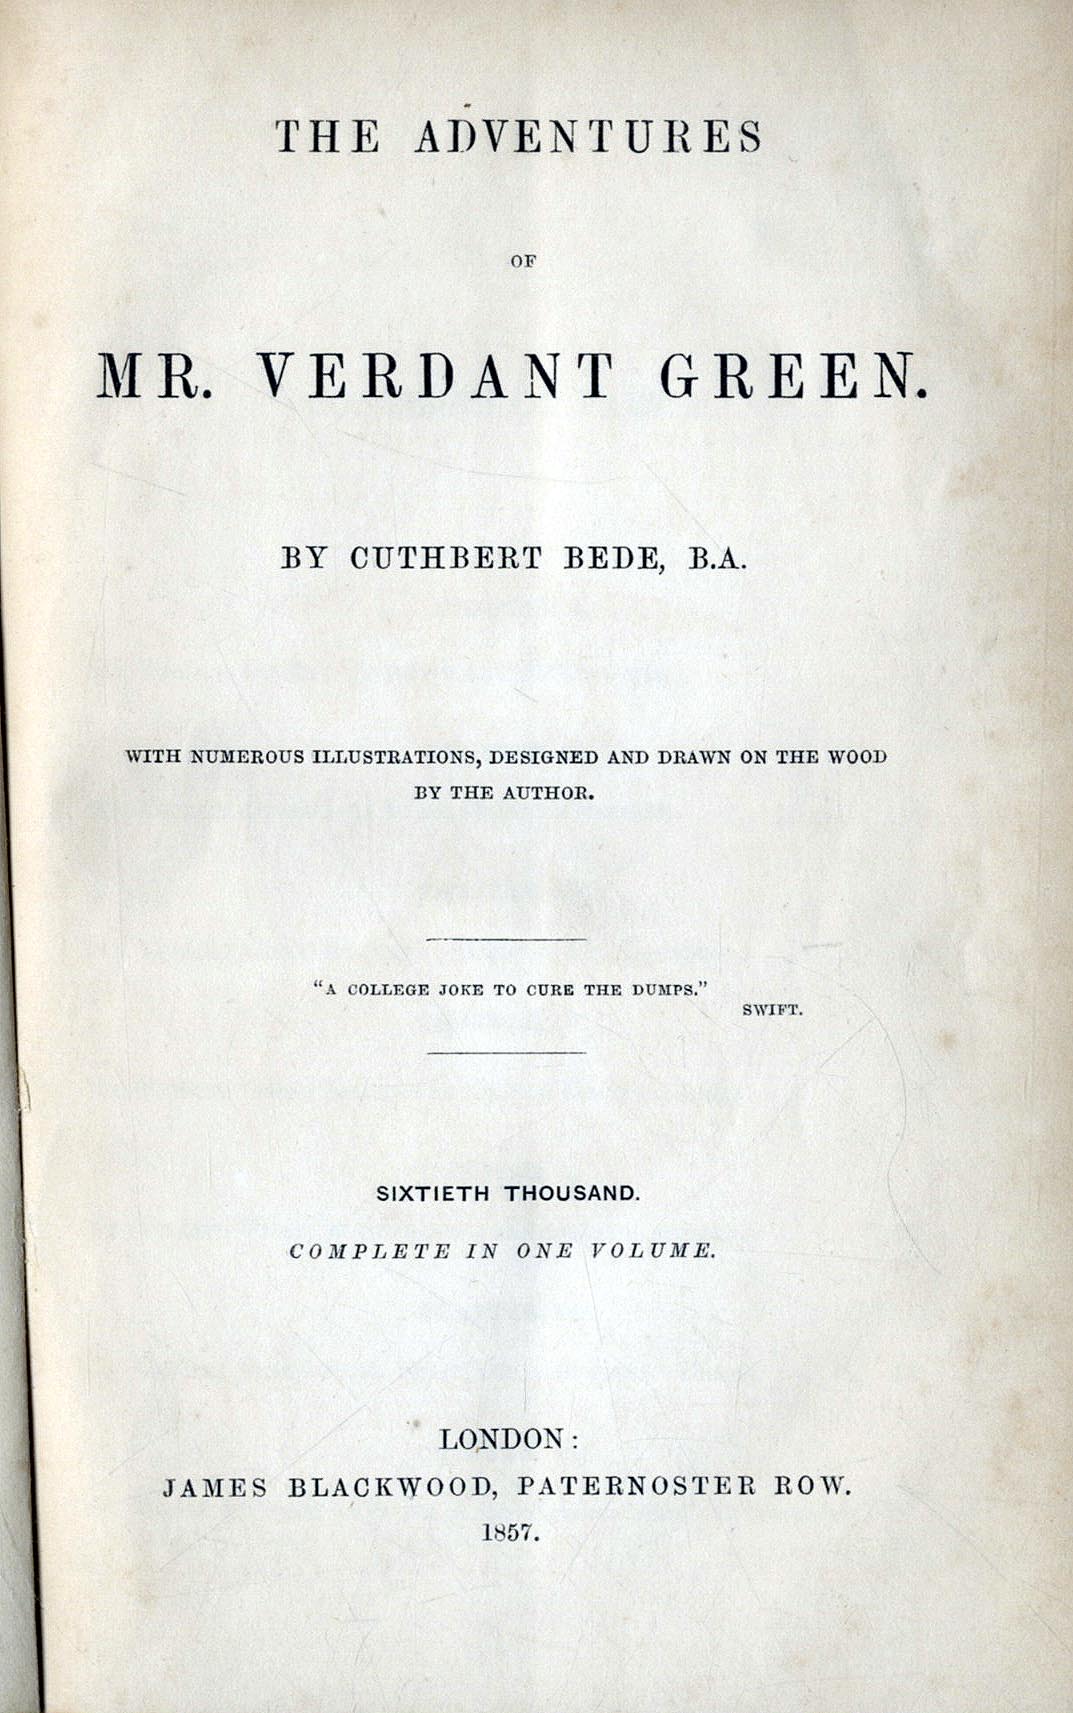 THE ADVENTURES
OF
MR. VERDANT GREEN.
BY CUTHBERT BEDE, B.A.
WITH NUMEROUS ILLUSTRATIONS, DESIGNED AND DRAWN ON THE WOOD
BY THE AUTHOR.
“A COLLEGE JOKE TO CURE THE DUMPS.”
SWIFT.
SIXTIETH THOUSAND.
COMPLETE IN ONE VOLUME.
LONDON:
JAMES BLACKWOOD, PATERNOSTER ROW.
1857.